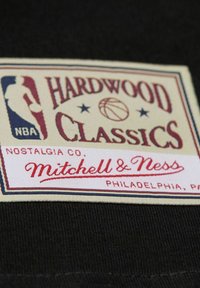 HARDWOOD
NBA
CLASSICS
NOSTALGIA CO.
Mitchell & Ness
PHILADELPHIA, PA